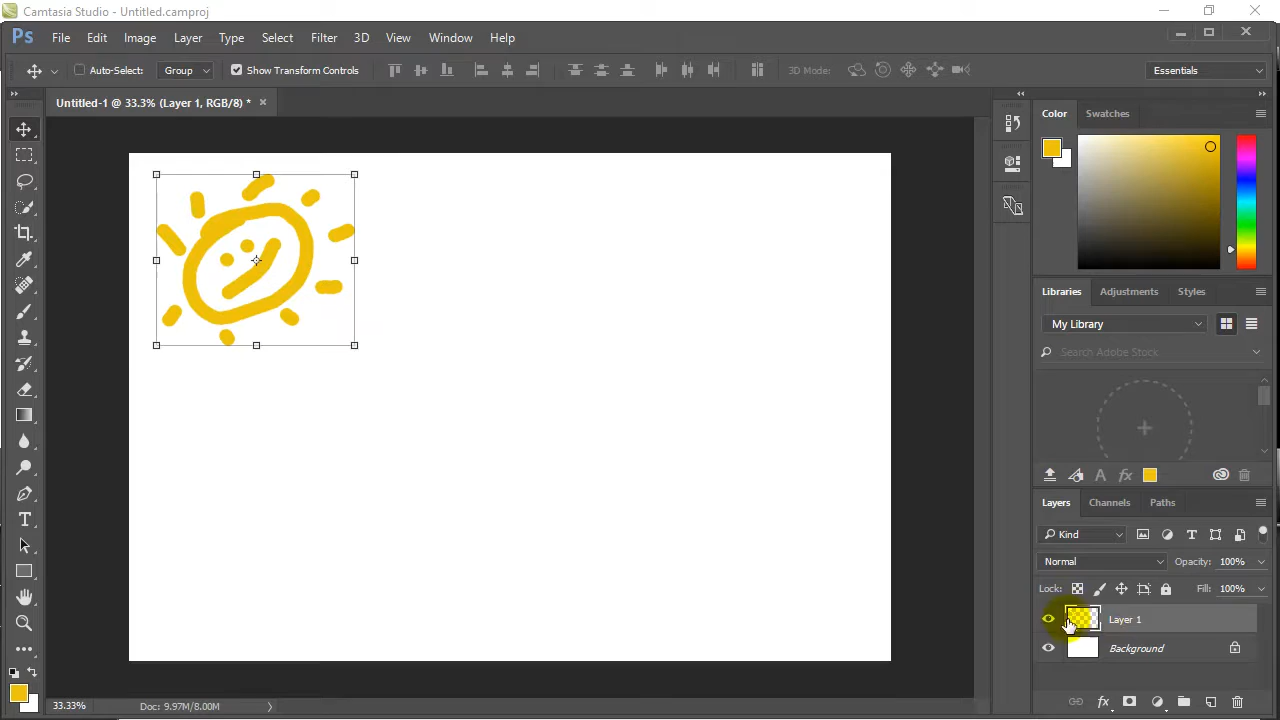 Camtasia Studio - Untitled.camproj
Ps File Edit Image Layer Type Select Filter 3D View Window Help
Auto-Select: Group Show Transform Controls 3D Mode: Essentials
Untitled-1 @ 33.3% (Layer 1, RGB/8) *
Color Swatches
Libraries Adjustments Styles
My Library
Search Adobe Stock
A fx
Layers Channels Paths
Kind T
Normal Opacity: 100%
Lock: Fill: 100%
Layer 1
Background
33.33% Doc: 9.97M/8.00M
fx